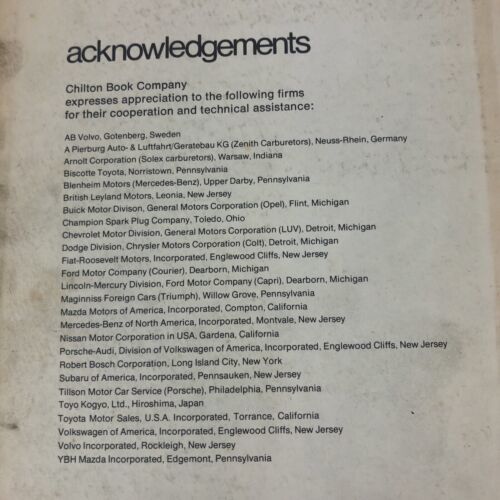 acknowledgements
Chilton Book Company
expresses appreciation to the following firms
for their cooperation and technical assistance:
AB Volvo, Gotenberg, Sweden
A Pierburg Auto- & Luftfahrt/Geratebau KG (Zenith Carburetors), Neuss-Rhein, Germany
Arnolt Corporation (Solex carburetors), Warsaw, Indiana
Biscotte Toyota, Norristown, Pennsylvania
Blenheim Motors (Mercedes-Benz), Upper Darby, Pennsylvania
British Leyland Motors, Leonia, New Jersey
Buick Motor Divison, General Motors Corporation (Opel), Flint, Michigan
Champion Spark Plug Company, Toledo, Ohio
Chevrolet Motor Division, General Motors Corporation (LUV), Detroit, Michigan
Dodge Division, Chrysler Motors Corporation (Colt), Detroit, Michigan
Fiat-Roosevelt Motors, Incorporated, Englewood Cliffs, New Jersey
Ford Motor Company (Courier), Dearborn, Michigan
Lincoln-Mercury Division, Ford Motor Company (Capri), Dearborn, Michigan
Maginniss Foreign Cars (Triumph), Willow Grove, Pennsylvania
Mazda Motors of America, Incorporated, Compton, California
Mercedes-Benz of North America, Incorporated, Montvale, New Jersey
Nissan Motor Corporation in USA, Gardena, California
Porsche-Audi, Division of Volkswagen of America, Incorporated, Englewood Cliffs, New Jersey
Robert Bosch Corporation, Long Island City, New York
Subaru of America, Incorporated, Pennsauken, New Jersey
Tillson Motor Car Service (Porsche), Philadelphia, Pennsylvania
Toyo Kogyo, Ltd., Hiroshima, Japan
Toyota Motor Sales, U.S.A. Incorporated, Torrance, California
Volkswagen of America, Incorporated, Englewood Cliffs, New Jersey
Volvo Incorporated, Rockleigh, New Jersey
YBH Mazda Incorporated, Edgemont, Pennsylvania